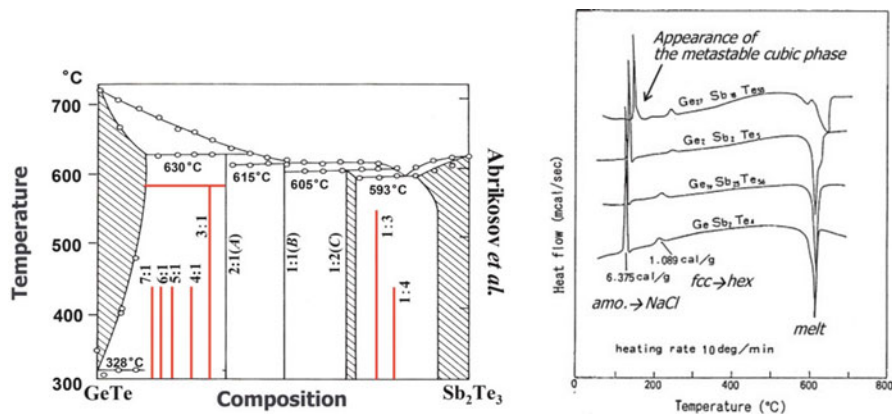 °C
700
600
500
400
300
Temperature
630°C
615°C
605°C
593°C
328°C
7:1
6:1
5:1
4:1
3:1
2:1(A)
1:1(B)
1:2(C)
1:3
1:4
GeTe
Composition
Sb2Te3
Abrikosov et al.
Appearance of
the metastable cubic phase
Ge2 Sb2 Te5
Ge Sb2 Te4
1.089 cal/g
6.375 cal/g
fcc→hex
amo.→NaCl
melt
heating rate 10 deg/min
Heat flow (mcal/sec)
0
200
400
600
800
Temperature (°C)